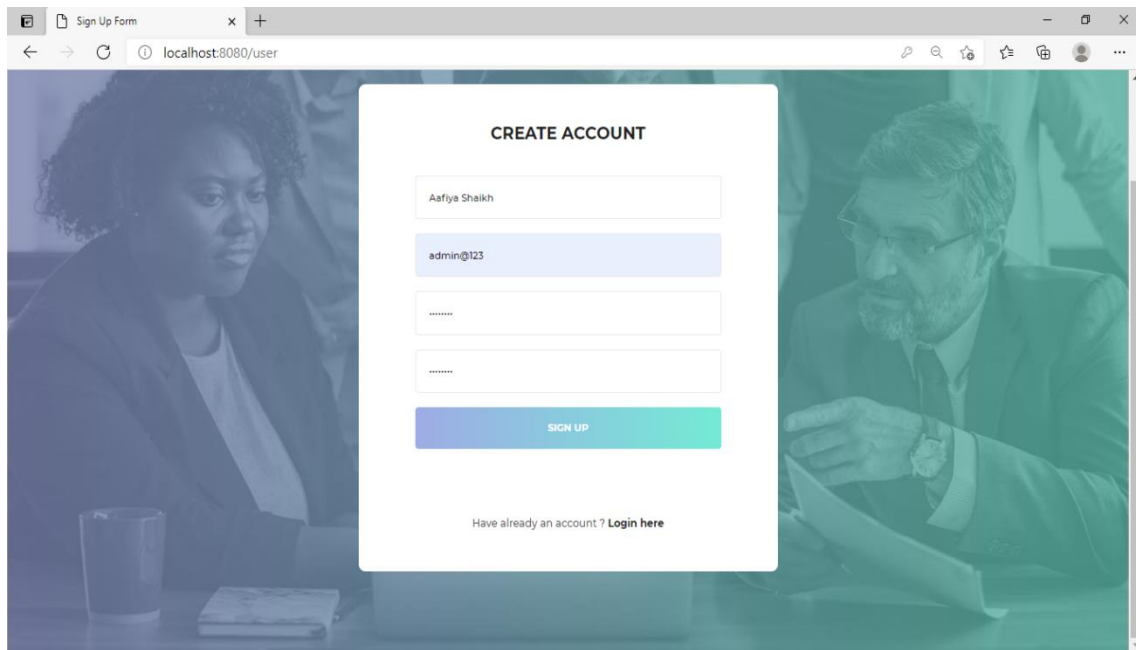 Sign Up Form
localhost:8080/user
CREATE ACCOUNT
Aafiya Shaikh
admin@123
........
........
SIGN UP
Have already an account ? Login here